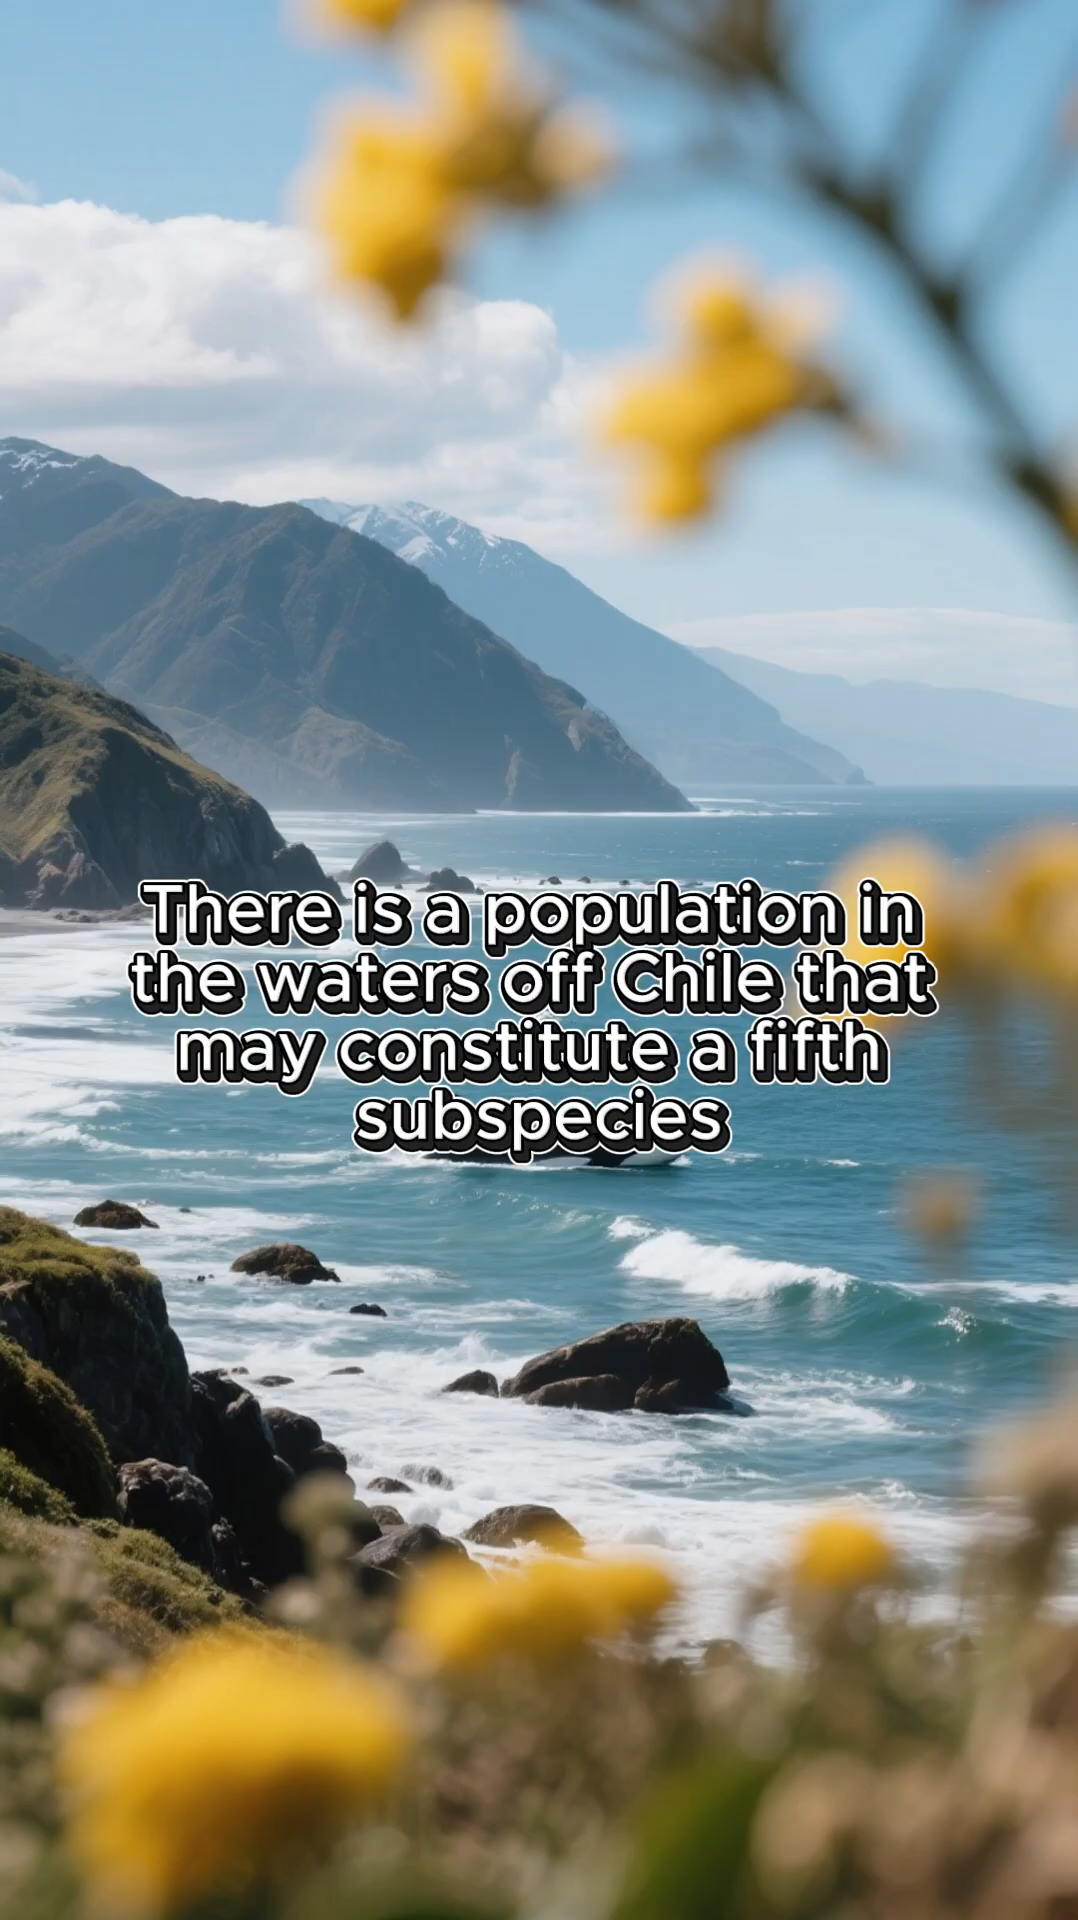 There is a population in
the waters off Chile that
may constitute a fifth
subspecies